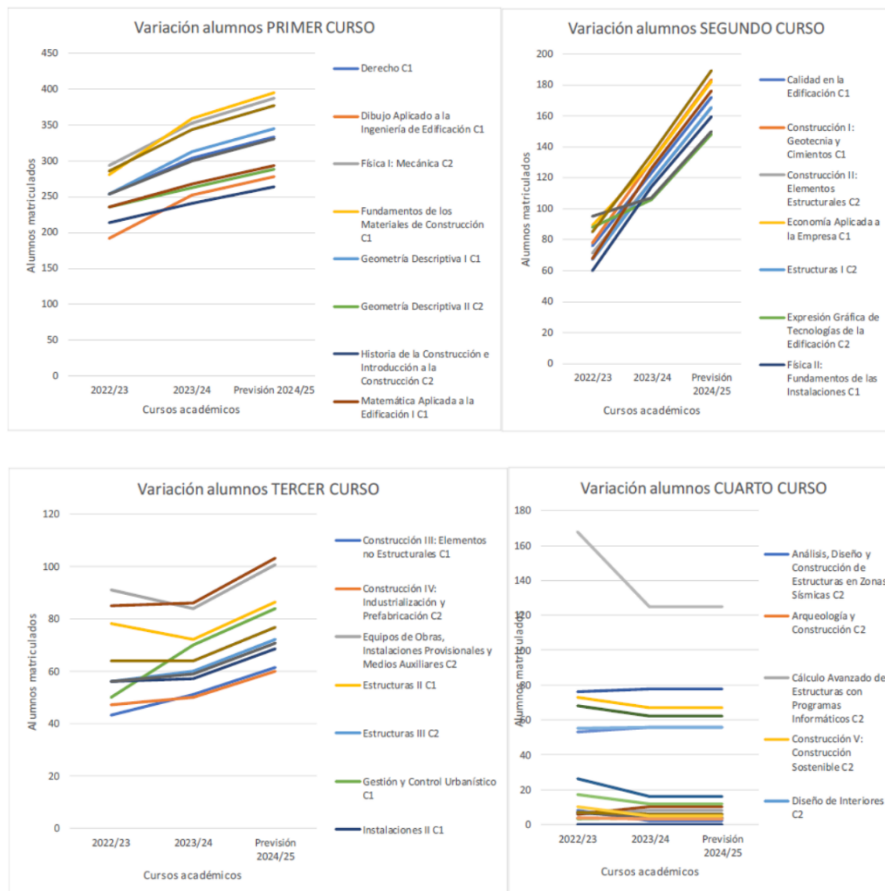 Variación alumnos PRIMER CURSO
450
400
350
300
250
200
150
100
50
0
Alumnos matriculados
2022/23
2023/24
Previsión 2024/25
Cursos académicos
Derecho C1
Dibujo Aplicado a la
Ingeniería de Edificación C1
Física I: Mecánica C2
Fundamentos de los
Materiales de Construcción
C1
Geometría Descriptiva I C1
Geometría Descriptiva II C2
Historia de la Construcción e
Introducción a la
Construcción C2
Matemática Aplicada a la
Edificación I C1
Variación alumnos SEGUNDO CURSO
200
180
160
140
120
100
80
60
40
20
0
Alumnos matriculados
2022/23
2023/24
Previsión
2024/25
Cursos académicos
Calidad en la
Edificación C1
Construcción I:
Geotecnia y
Cimientos C1
Construcción II:
Elementos
Estructurales C2
Economía Aplicada a
la Empresa C1
Estructuras I C2
Expresión Gráfica de
Tecnologías de la
Edificación C2
Física II:
Fundamentos de las
Instalaciones C1
Variación alumnos TERCER CURSO
120
100
80
60
40
20
0
Alumnos matriculados
2022/23
2023/24
Previsión
2024/25
Cursos académicos
Construcción III: Elementos
no Estructurales C1
Construcción IV:
Industrialización y
Prefabricación C2
Equipos de Obras,
Instalaciones Provisionales y
Medios Auxiliares C2
Estructuras II C1
Estructuras III C2
Gestión y Control Urbanístico
C1
Instalaciones II C1
Variación alumnos CUARTO CURSO
180
160
140
120
100
80
60
40
20
0
Alumnos matriculados
2022/23
2023/24
Previsión
2024/25
Cursos académicos
Análisis, Diseño y
Construcción de
Estructuras en Zonas
Sísmicas C2
Arqueología y
Construcción C2
Cálculo Avanzado de
Estructuras con
Programas
Informáticos C2
Construcción V:
Construcción
Sostenible C2
Diseño de Interiores
C2